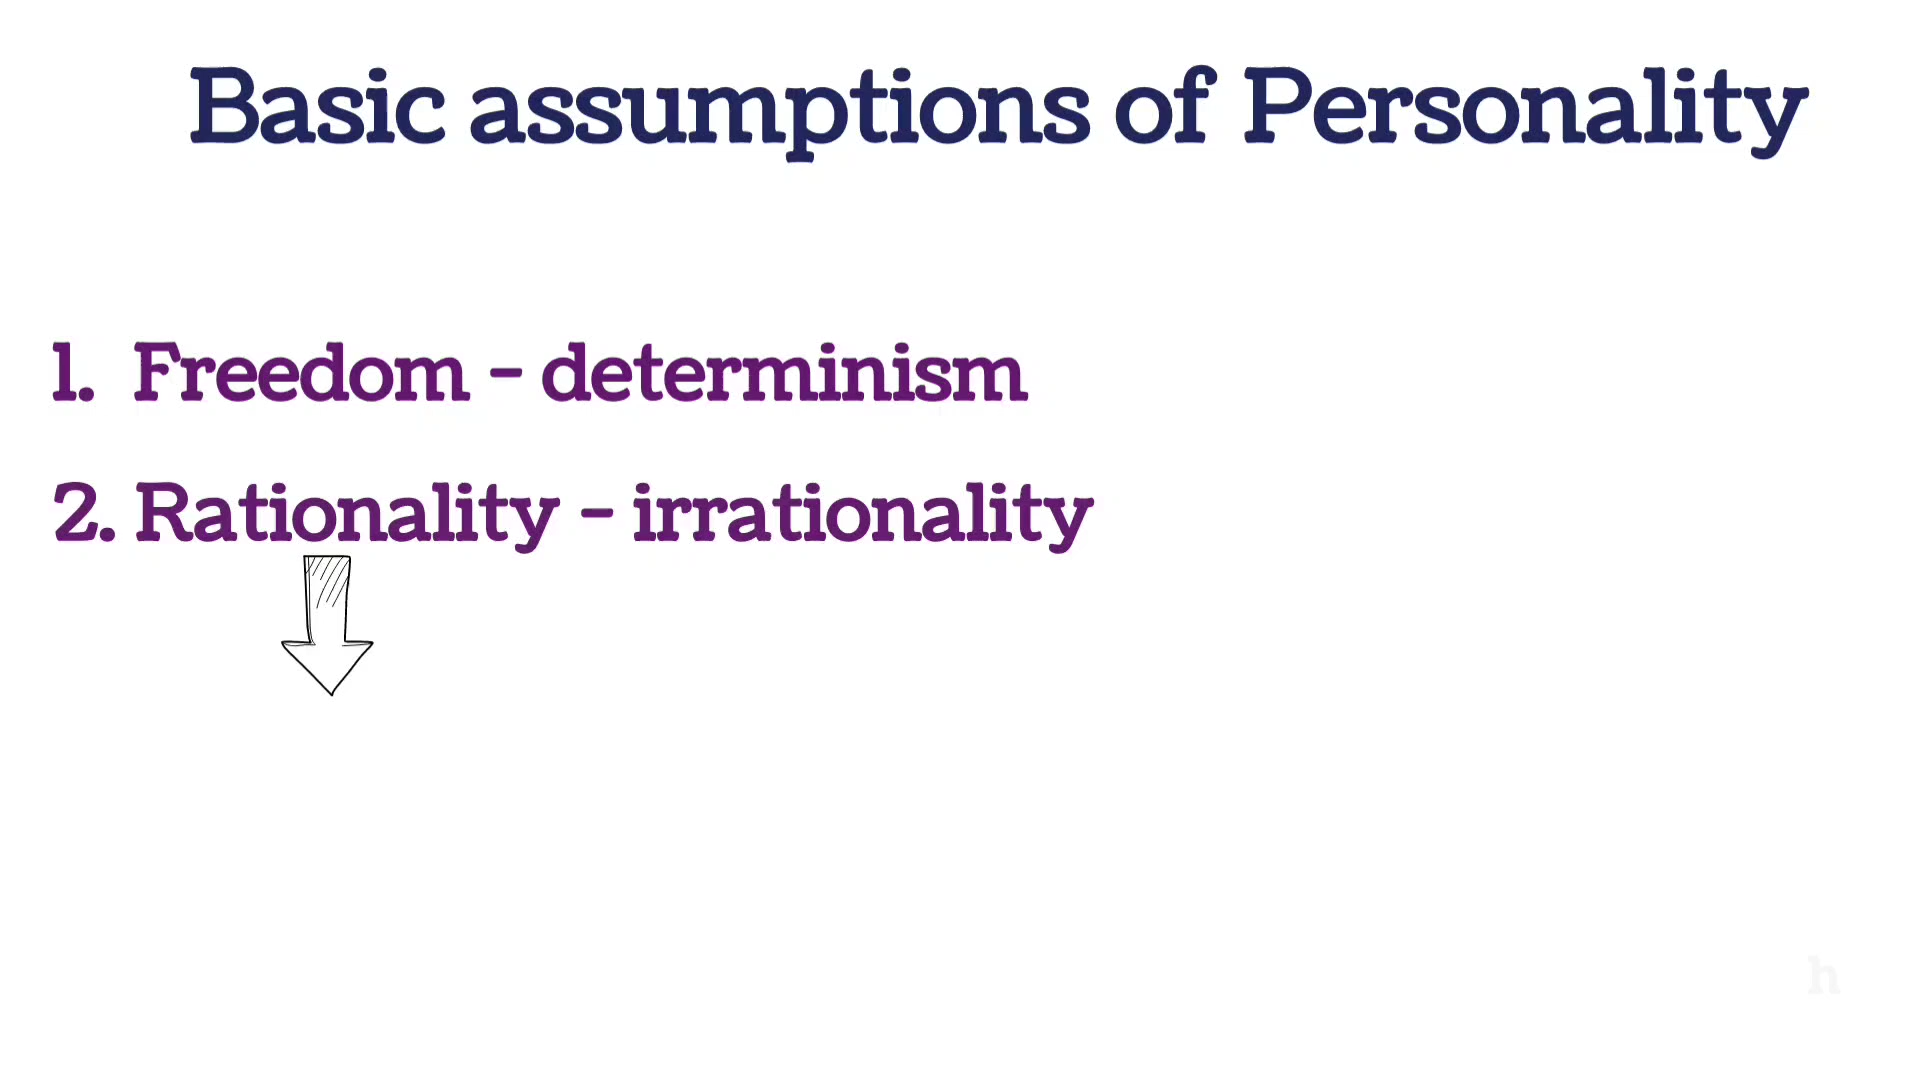 Basic assumptions of Personality
1. Freedom - determinism
2. Rationality - irrationality
h